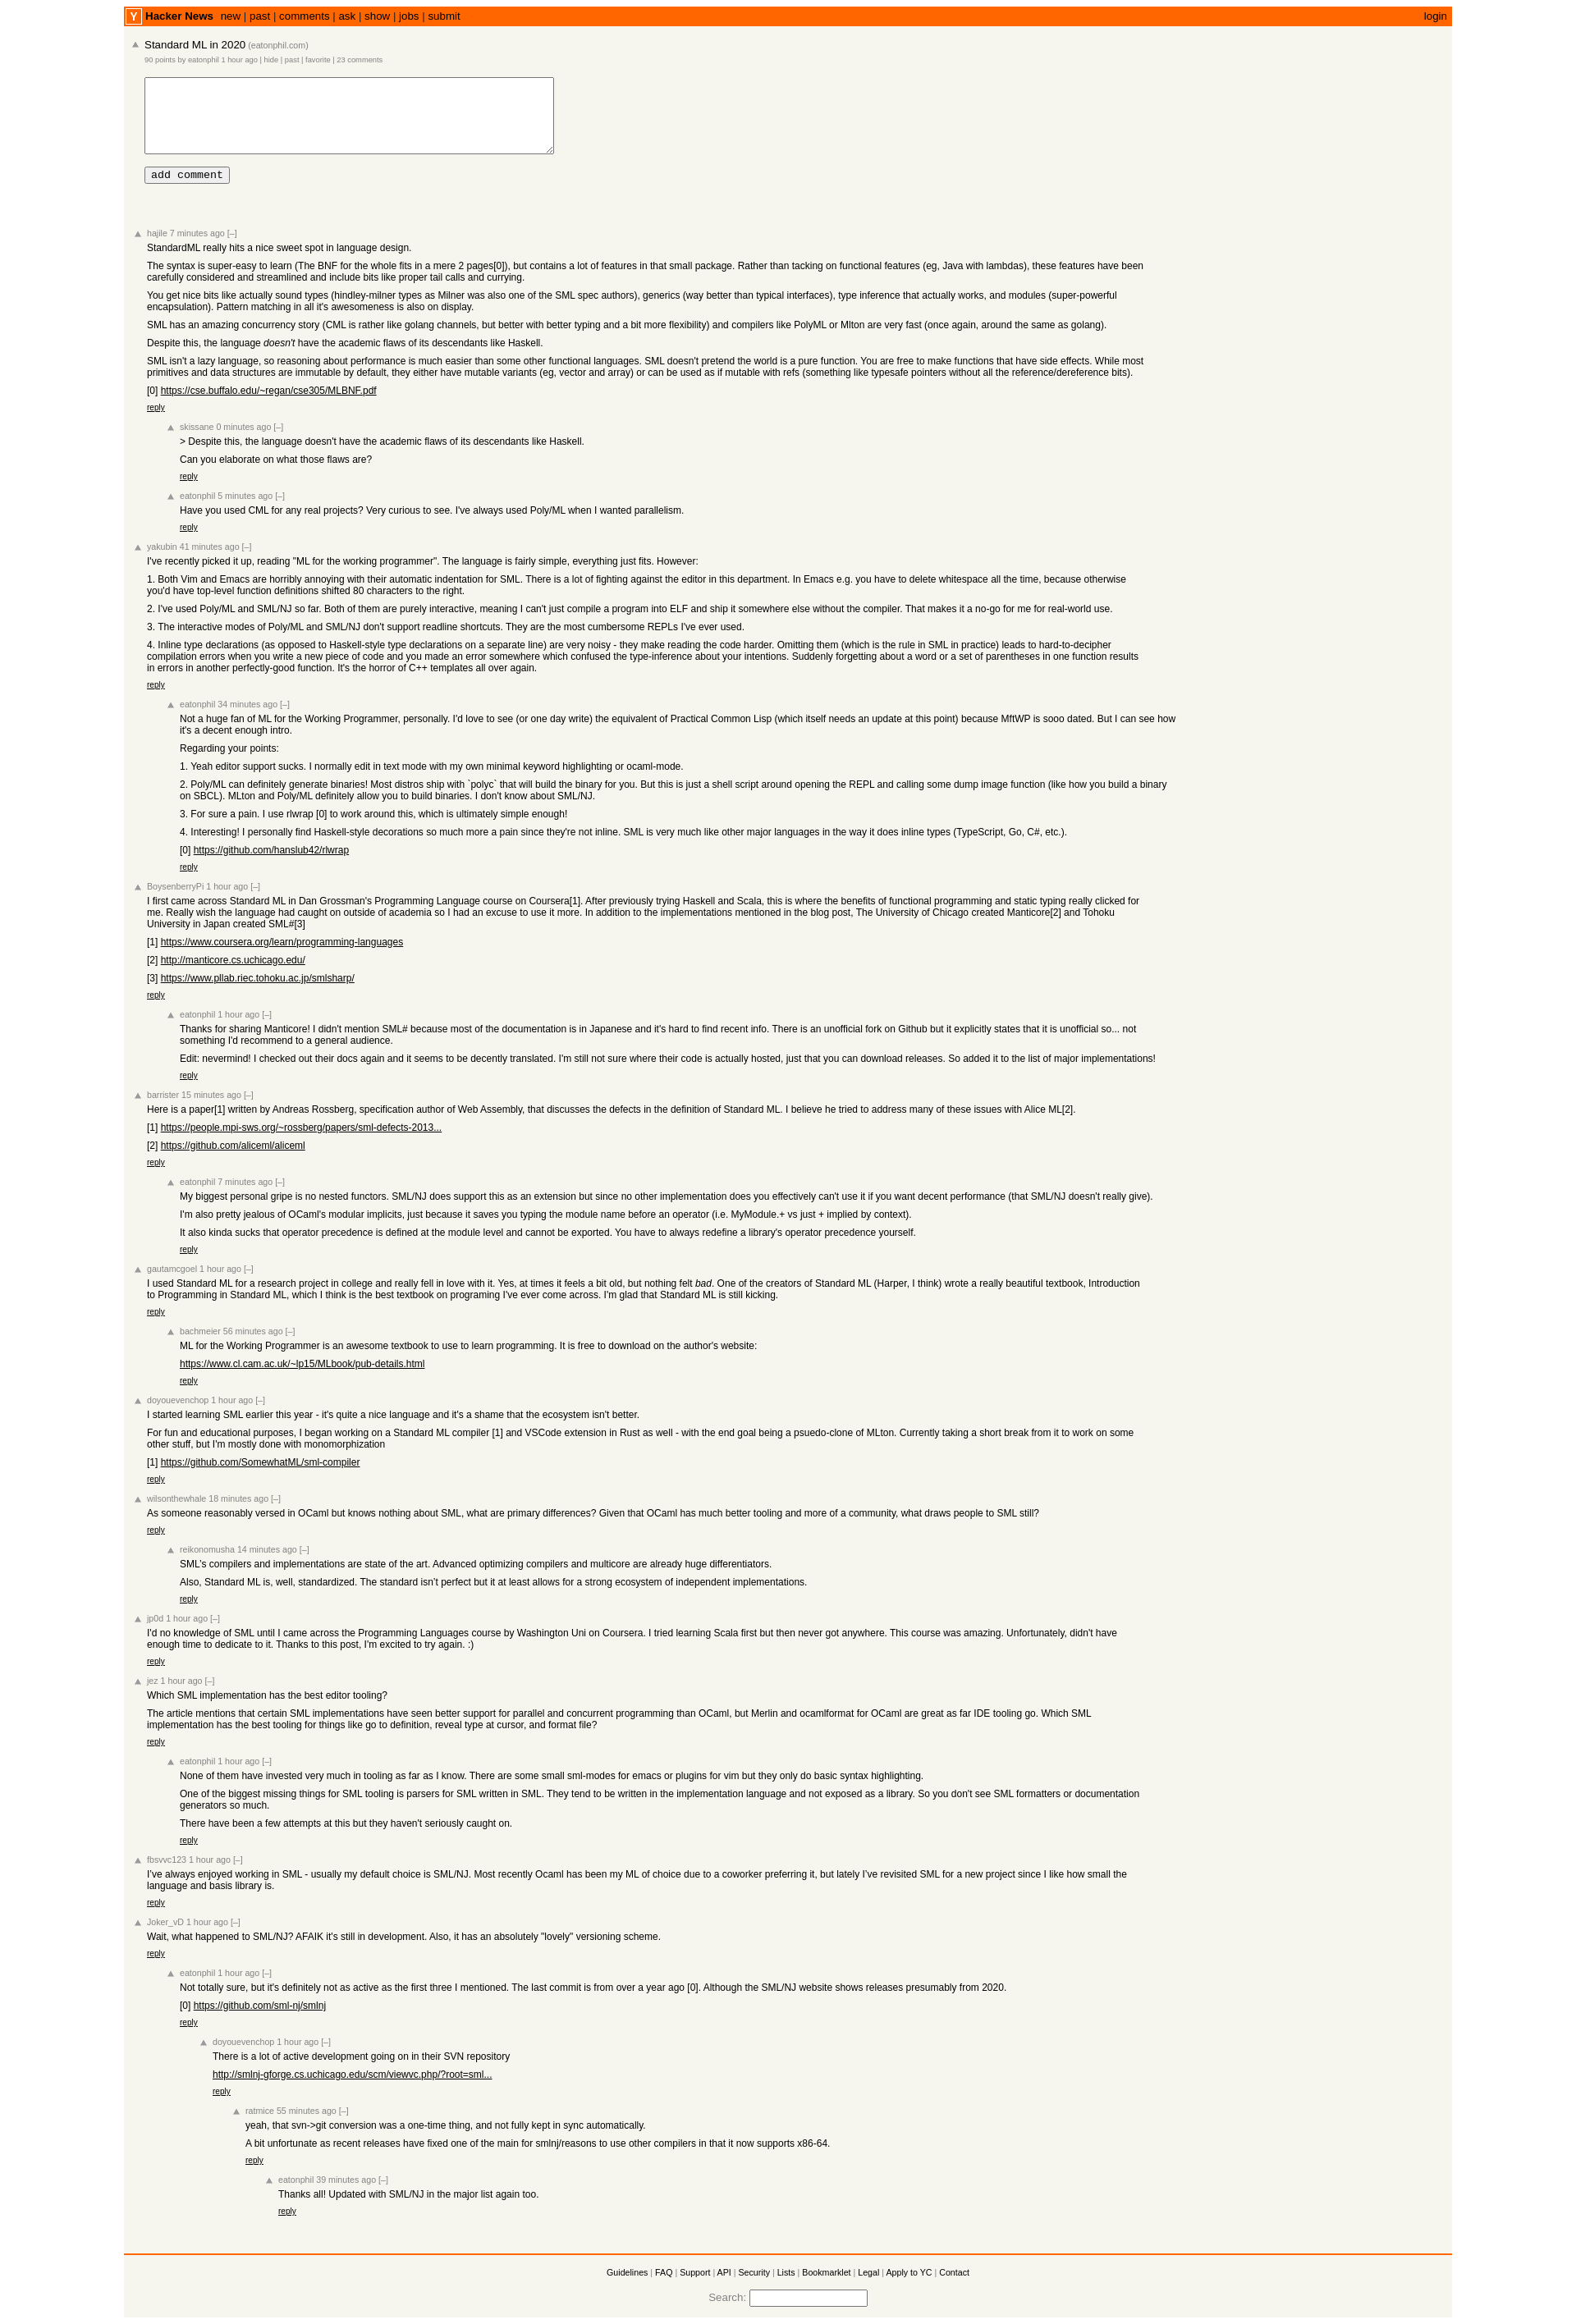 Y Hacker News new | past | comments | ask | show | jobs | submit login
Standard ML in 2020 (eatonphil.com)
90 points by eatonphil 1 hour ago | hide | past | favorite | 23 comments
add comment
hajile 7 minutes ago [–]
StandardML really hits a nice sweet spot in language design.
The syntax is super-easy to learn (The BNF for the whole fits in a mere 2 pages[0]), but contains a lot of features in that small package. Rather than tacking on functional features (eg, Java with lambdas), these features have been
carefully considered and streamlined and include bits like proper tail calls and currying.
You get nice bits like actually sound types (hindley-milner types as Milner was also one of the SML spec authors), generics (way better than typical interfaces), type inference that actually works, and modules (super-powerful
encapsulation). Pattern matching in all it's awesomeness is also on display.
SML has an amazing concurrency story (CML is rather like golang channels, but better with better typing and a bit more flexibility) and compilers like PolyML or Mlton are very fast (once again, around the same as golang).
Despite this, the language doesn't have the academic flaws of its descendants like Haskell.
SML isn't a lazy language, so reasoning about performance is much easier than some other functional languages. SML doesn't pretend the world is a pure function. You are free to make functions that have side effects. While most
primitives and data structures are immutable by default, they either have mutable variants (eg, vector and array) or can be used as if mutable with refs (something like typesafe pointers without all the reference/dereference bits).
[0] https://cse.buffalo.edu/~regan/cse305/MLBNF.pdf
reply
skissane 0 minutes ago [–]
> Despite this, the language doesn't have the academic flaws of its descendants like Haskell.
Can you elaborate on what those flaws are?
reply
eatonphil 5 minutes ago [–]
Have you used CML for any real projects? Very curious to see. I've always used Poly/ML when I wanted parallelism.
reply
yakubin 41 minutes ago [–]
I've recently picked it up, reading "ML for the working programmer". The language is fairly simple, everything just fits. However:
1. Both Vim and Emacs are horribly annoying with their automatic indentation for SML. There is a lot of fighting against the editor in this department. In Emacs e.g. you have to delete whitespace all the time, because otherwise
you'd have top-level function definitions shifted 80 characters to the right.
2. I've used Poly/ML and SML/NJ so far. Both of them are purely interactive, meaning I can't just compile a program into ELF and ship it somewhere else without the compiler. That makes it a no-go for me for real-world use.
3. The interactive modes of Poly/ML and SML/NJ don't support readline shortcuts. They are the most cumbersome REPLs I've ever used.
4. Inline type declarations (as opposed to Haskell-style type declarations on a separate line) are very noisy - they make reading the code harder. Omitting them (which is the rule in SML in practice) leads to hard-to-decipher
compilation errors when you write a new piece of code and you made an error somewhere which confused the type-inference about your intentions. Suddenly forgetting about a word or a set of parentheses in one function results
in errors in another perfectly-good function. It's the horror of C++ templates all over again.
reply
eatonphil 34 minutes ago [–]
Not a huge fan of ML for the Working Programmer, personally. I'd love to see (or one day write) the equivalent of Practical Common Lisp (which itself needs an update at this point) because MftWP is sooo dated. But I can see how
it's a decent enough intro.
Regarding your points:
1. Yeah editor support sucks. I normally edit in text mode with my own minimal keyword highlighting or ocaml-mode.
2. Poly/ML can definitely generate binaries! Most distros ship with `polyc` that will build the binary for you. But this is just a shell script around opening the REPL and calling some dump image function (like how you build a binary
on SBCL). MLton and Poly/ML definitely allow you to build binaries. I don't know about SML/NJ.
3. For sure a pain. I use rlwrap [0] to work around this, which is ultimately simple enough!
4. Interesting! I personally find Haskell-style decorations so much more a pain since they're not inline. SML is very much like other major languages in the way it does inline types (TypeScript, Go, C#, etc.).
[0] https://github.com/hanslub42/rlwrap
reply
BoysenberryPi 1 hour ago [–]
I first came across Standard ML in Dan Grossman's Programming Language course on Coursera[1]. After previously trying Haskell and Scala, this is where the benefits of functional programming and static typing really clicked for
me. Really wish the language had caught on outside of academia so I had an excuse to use it more. In addition to the implementations mentioned in the blog post, The University of Chicago created Manticore[2] and Tohoku
University in Japan created SML#[3]
[1] https://www.coursera.org/learn/programming-languages
[2] http://manticore.cs.uchicago.edu/
[3] https://www.pllab.riec.tohoku.ac.jp/smlsharp/
reply
eatonphil 1 hour ago [–]
Thanks for sharing Manticore! I didn't mention SML# because most of the documentation is in Japanese and it's hard to find recent info. There is an unofficial fork on Github but it explicitly states that it is unofficial so... not
something I'd recommend to a general audience.
Edit: nevermind! I checked out their docs again and it seems to be decently translated. I'm still not sure where their code is actually hosted, just that you can download releases. So added it to the list of major implementations!
reply
barrister 15 minutes ago [–]
Here is a paper[1] written by Andreas Rossberg, specification author of Web Assembly, that discusses the defects in the definition of Standard ML. I believe he tried to address many of these issues with Alice ML[2].
[1] https://people.mpi-sws.org/~rossberg/papers/sml-defects-2013...
[2] https://github.com/aliceml/aliceml
reply
eatonphil 7 minutes ago [–]
My biggest personal gripe is no nested functors. SML/NJ does support this as an extension but since no other implementation does you effectively can't use it if you want decent performance (that SML/NJ doesn't really give).
I'm also pretty jealous of OCaml's modular implicits, just because it saves you typing the module name before an operator (i.e. MyModule.+ vs just + implied by context).
It also kinda sucks that operator precedence is defined at the module level and cannot be exported. You have to always redefine a library's operator precedence yourself.
reply
gautamcgoel 1 hour ago [–]
I used Standard ML for a research project in college and really fell in love with it. Yes, at times it feels a bit old, but nothing felt bad. One of the creators of Standard ML (Harper, I think) wrote a really beautiful textbook, Introduction
to Programming in Standard ML, which I think is the best textbook on programing I've ever come across. I'm glad that Standard ML is still kicking.
reply
bachmeier 56 minutes ago [–]
ML for the Working Programmer is an awesome textbook to use to learn programming. It is free to download on the author's website:
https://www.cl.cam.ac.uk/~lp15/MLbook/pub-details.html
reply
doyouevenchop 1 hour ago [–]
I started learning SML earlier this year - it's quite a nice language and it's a shame that the ecosystem isn't better.
For fun and educational purposes, I began working on a Standard ML compiler [1] and VSCode extension in Rust as well - with the end goal being a psuedo-clone of MLton. Currently taking a short break from it to work on some
other stuff, but I'm mostly done with monomorphization
[1] https://github.com/SomewhatML/sml-compiler
reply
wilsonthewhale 18 minutes ago [–]
As someone reasonably versed in OCaml but knows nothing about SML, what are primary differences? Given that OCaml has much better tooling and more of a community, what draws people to SML still?
reply
reikonomusha 14 minutes ago [–]
SML's compilers and implementations are state of the art. Advanced optimizing compilers and multicore are already huge differentiators.
Also, Standard ML is, well, standardized. The standard isn't perfect but it at least allows for a strong ecosystem of independent implementations.
reply
jp0d 1 hour ago [–]
I'd no knowledge of SML until I came across the Programming Languages course by Washington Uni on Coursera. I tried learning Scala first but then never got anywhere. This course was amazing. Unfortunately, didn't have
enough time to dedicate to it. Thanks to this post, I'm excited to try again. :)
reply
jez 1 hour ago [–]
Which SML implementation has the best editor tooling?
The article mentions that certain SML implementations have seen better support for parallel and concurrent programming than OCaml, but Merlin and ocamlformat for OCaml are great as far IDE tooling go. Which SML
implementation has the best tooling for things like go to definition, reveal type at cursor, and format file?
reply
eatonphil 1 hour ago [–]
None of them have invested very much in tooling as far as I know. There are some small sml-modes for emacs or plugins for vim but they only do basic syntax highlighting.
One of the biggest missing things for SML tooling is parsers for SML written in SML. They tend to be written in the implementation language and not exposed as a library. So you don't see SML formatters or documentation
generators so much.
There have been a few attempts at this but they haven't seriously caught on.
reply
fbsvvc123 1 hour ago [–]
I've always enjoyed working in SML - usually my default choice is SML/NJ. Most recently Ocaml has been my ML of choice due to a coworker preferring it, but lately I've revisited SML for a new project since I like how small the
language and basis library is.
reply
Joker_vD 1 hour ago [–]
Wait, what happened to SML/NJ? AFAIK it's still in development. Also, it has an absolutely "lovely" versioning scheme.
reply
eatonphil 1 hour ago [–]
Not totally sure, but it's definitely not as active as the first three I mentioned. The last commit is from over a year ago [0]. Although the SML/NJ website shows releases presumably from 2020.
[0] https://github.com/sml-nj/smlnj
reply
doyouevenchop 1 hour ago [–]
There is a lot of active development going on in their SVN repository
http://smlnj-gforge.cs.uchicago.edu/scm/viewvc.php/?root=sml...
reply
ratmice 55 minutes ago [–]
yeah, that svn->git conversion was a one-time thing, and not fully kept in sync automatically.
A bit unfortunate as recent releases have fixed one of the main for smlnj/reasons to use other compilers in that it now supports x86-64.
reply
eatonphil 39 minutes ago [–]
Thanks all! Updated with SML/NJ in the major list again too.
reply
Guidelines | FAQ | Support | API | Security | Lists | Bookmarklet | Legal | Apply to YC | Contact
Search: